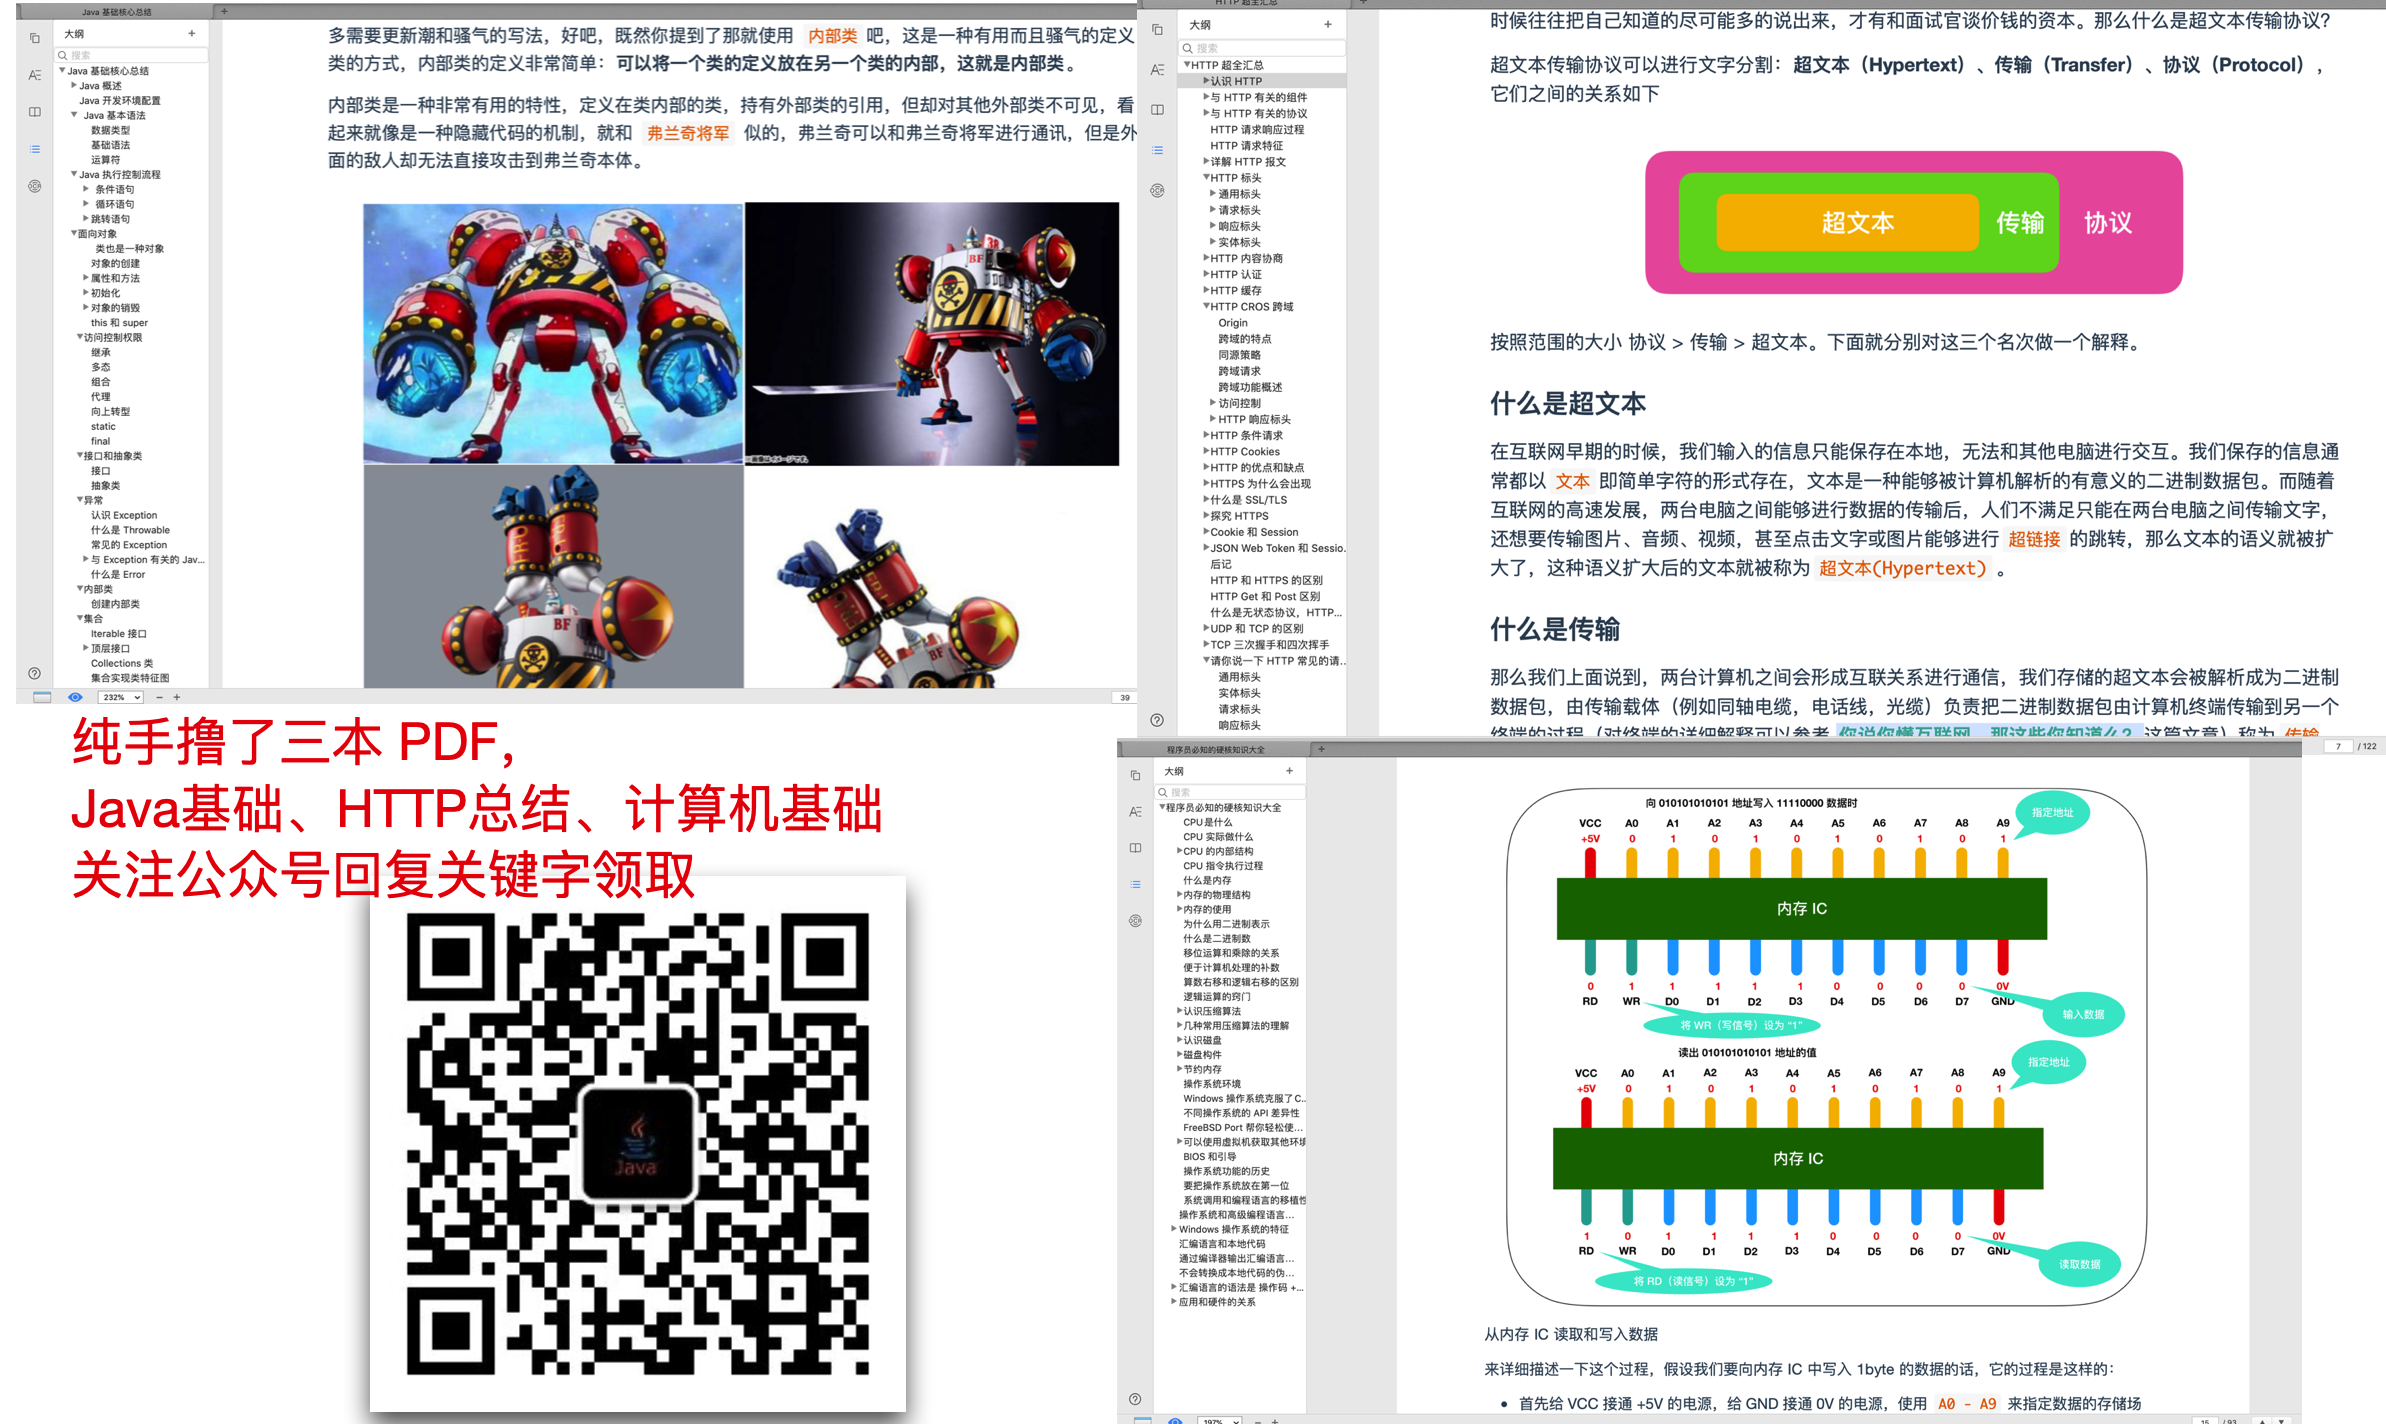 Java 基础核心总结
大纲
搜索
Java 基础核心总结
Java 概述
Java 开发环境配置
Java 基本语法
数据类型
基础语法
运算符
Java 执行控制流程
条件语句
循环语句
跳转语句
面向对象
类也是一种对象
对象的创建
属性和方法
初始化
对象的销毁
this 和 super
访问控制权限
继承
多态
组合
代理
向上转型
static
final
接口和抽象类
接口
抽象类
异常
认识 Exception
什么是 Throwable
常见的 Exception
与 Exception 有关的 Jav...
什么是 Error
内部类
创建内部类
集合
Iterable 接口
顶层接口
Collections 类
集合实现类特征图
232%
39
多需要更新潮和骚气的写法，好吧，既然你提到了那就使用 内部类 吧，这是一种有用而且骚气的定义
类的方式，内部类的定义非常简单：可以将一个类的定义放在另一个类的内部，这就是内部类。
内部类是一种非常有用的特性，定义在类内部的类，持有外部类的引用，但却对其他外部类不可见，看
起来就像是一种隐藏代码的机制，就和 弗兰奇将军 似的，弗兰奇可以和弗兰奇将军进行通讯，但是外
面的敌人却无法直接攻击到弗兰奇本体。
BF
38
BF
BF
※画像はイメージです。
HTTP 超全汇总
大纲
搜索
HTTP 超全汇总
认识 HTTP
与 HTTP 有关的组件
与 HTTP 有关的协议
HTTP 请求响应过程
HTTP 请求特征
详解 HTTP 报文
HTTP 标头
通用标头
请求标头
响应标头
实体标头
HTTP 内容协商
HTTP 认证
HTTP 缓存
HTTP CROS 跨域
Origin
跨域的特点
同源策略
跨域请求
跨域功能概述
访问控制
HTTP 响应标头
HTTP 条件请求
HTTP Cookies
HTTP 的优点和缺点
HTTPS 为什么会出现
什么是 SSL/TLS
探究 HTTPS
Cookie 和 Session
JSON Web Token 和 Sessio..
后记
HTTP 和 HTTPS 的区别
HTTP Get 和 Post 区别
什么是无状态协议，HTTP...
UDP 和 TCP 的区别
TCP 三次握手和四次挥手
请你说一下 HTTP 常见的请..
通用标头
实体标头
请求标头
响应标头
时候往往把自己知道的尽可能多的说出来，才有和面试官谈价钱的资本。那么什么是超文本传输协议？
超文本传输协议可以进行文字分割：超文本（Hypertext）、传输（Transfer）、协议（Protocol），
它们之间的关系如下
超文本 传输 协议
按照范围的大小 协议 > 传输 > 超文本。下面就分别对这三个名次做一个解释。
什么是超文本
在互联网早期的时候，我们输入的信息只能保存在本地，无法和其他电脑进行交互。我们保存的信息通
常都以 文本 即简单字符的形式存在，文本是一种能够被计算机解析的有意义的二进制数据包。而随着
互联网的高速发展，两台电脑之间能够进行数据的传输后，人们不满足只能在两台电脑之间传输文字，
还想要传输图片、音频、视频，甚至点击文字或图片能够进行 超链接 的跳转，那么文本的语义就被扩
大了，这种语义扩大后的文本就被称为 超文本(Hypertext) 。
什么是传输
那么我们上面说到，两台计算机之间会形成互联关系进行通信，我们存储的超文本会被解析成为二进制
数据包，由传输载体（例如同轴电缆，电话线，光缆）负责把二进制数据包由计算机终端传输到另一个
终端的过程（对终端的详细解释可以参考 你说你懂互联网，那这些你知道么？ 这篇文章）称为 传输
7 / 122
纯手撸了三本 PDF，
Java基础、HTTP总结、计算机基础
关注公众号回复关键字领取
Java
程序员必知的硬核知识大全
大纲
搜索
程序员必知的硬核知识大全
CPU是什么
CPU 实际做什么
CPU 的内部结构
CPU 指令执行过程
什么是内存
内存的物理结构
内存的使用
为什么用二进制表示
什么是二进制数
移位运算和乘除的关系
便于计算机处理的补数
算数右移和逻辑右移的区别
逻辑运算的窍门
认识压缩算法
几种常用压缩算法的理解
认识磁盘
磁盘构件
节约内存
操作系统环境
Windows 操作系统克服了C..
不同操作系统的 API 差异性
FreeBSD Port 帮你轻松使...
可以使用虚拟机获取其他环境
BIOS 和引导
操作系统功能的历史
要把操作系统放在第一位
系统调用和编程语言的移植性
操作系统和高级编程语言...
Windows 操作系统的特征
汇编语言和本地代码
通过编译器输出汇编语言...
不会转换成本地代码的伪...
汇编语言的语法是 操作码 +...
应用和硬件的关系
197%
向 010101010101 地址写入 11110000 数据时
指定地址
VCC A0 A1 A2 A3 A4 A5 A6 A7 A8 A9
+5V 0 1 0 1 0 1 0 1 0 1
内存 IC
0 1 1 1 1 1 0 0 0 0 0V
RD WR D0 D1 D2 D3 D4 D5 D6 D7 GND
输入数据
将 WR（写信号）设为 “1”
读出 010101010101 地址的值
指定地址
VCC A0 A1 A2 A3 A4 A5 A6 A7 A8 A9
+5V 0 1 0 1 0 1 0 1 0 1
内存 IC
1 0 1 1 1 1 0 0 0 0 0V
RD WR D0 D1 D2 D3 D4 D5 D6 D7 GND
读取数据
将 RD（读信号）设为 “1”
从内存 IC 读取和写入数据
来详细描述一下这个过程，假设我们要向内存 IC 中写入 1byte 的数据的话，它的过程是这样的：
• 首先给 VCC 接通 +5V 的电源，给 GND 接通 0V 的电源，使用 A0 - A9 来指定数据的存储场
15 / 93